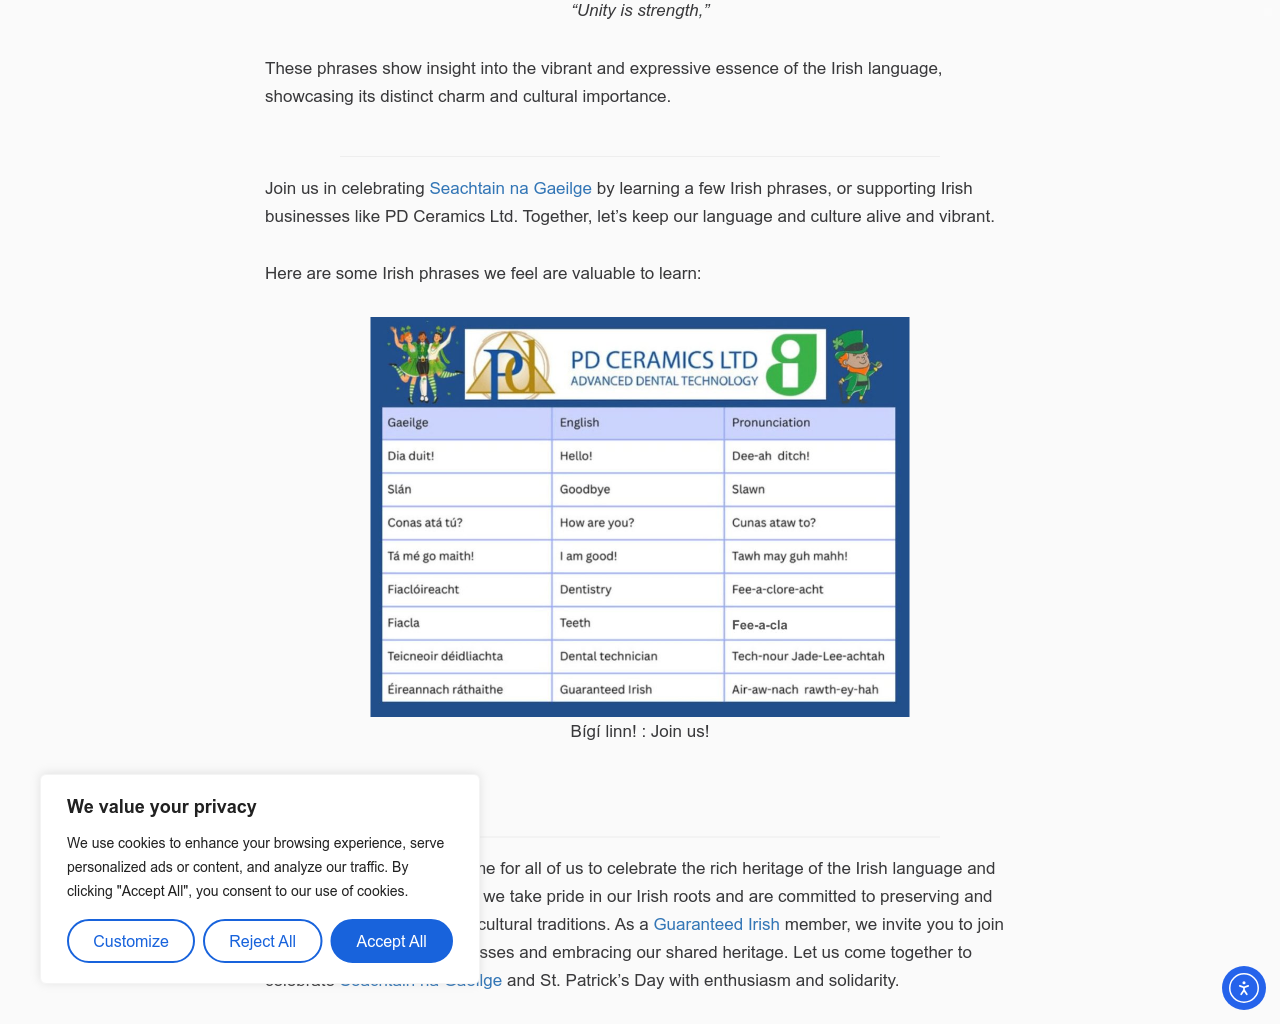 “Unity is strength,”
These phrases show insight into the vibrant and expressive essence of the Irish language,
showcasing its distinct charm and cultural importance.
Join us in celebrating Seachtain na Gaeilge by learning a few Irish phrases, or supporting Irish
businesses like PD Ceramics Ltd. Together, let’s keep our language and culture alive and vibrant.
Here are some Irish phrases we feel are valuable to learn:
Pd PD CERAMICS LTD
ADVANCED DENTAL TECHNOLOGY
Gaeilge English Pronunciation
Dia duit! Hello! Dee-ah ditch!
Slán Goodbye Slawn
Conas atá tú? How are you? Cunas ataw to?
Tá mé go maith! I am good! Tawh may guh mahh!
Fiaclóireacht Dentistry Fee-a-clore-acht
Fiacla Teeth Fee-a-cla
Teicneoir déidliachta Dental technician Tech-nour Jade-Lee-achtah
Éireannach ráthaithe Guaranteed Irish Air-aw-nach rawth-ey-hah
Bígí linn! : Join us!
We value your privacy
We use cookies to enhance your browsing experience, serve
personalized ads or content, and analyze our traffic. By
clicking "Accept All", you consent to our use of cookies.
Customize Reject All Accept All
for all of us to celebrate the rich heritage of the Irish language and
we take pride in our Irish roots and are committed to preserving and
cultural traditions. As a Guaranteed Irish member, we invite you to join
and embracing our shared heritage. Let us come together to
celebrate Seachtain na Gaeilge and St. Patrick’s Day with enthusiasm and solidarity.